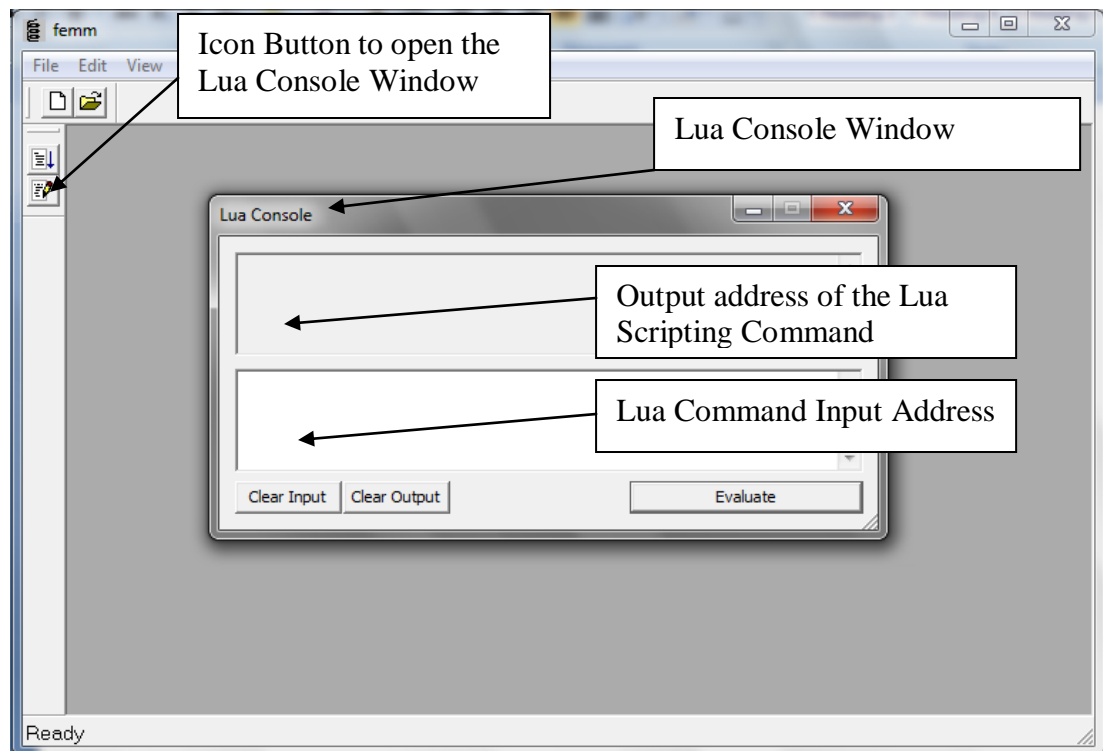 femm
File Edit View
Icon Button to open the
Lua Console Window
Lua Console Window
Lua Console
Output address of the Lua
Scripting Command
Lua Command Input Address
Clear Input Clear Output Evaluate
Ready